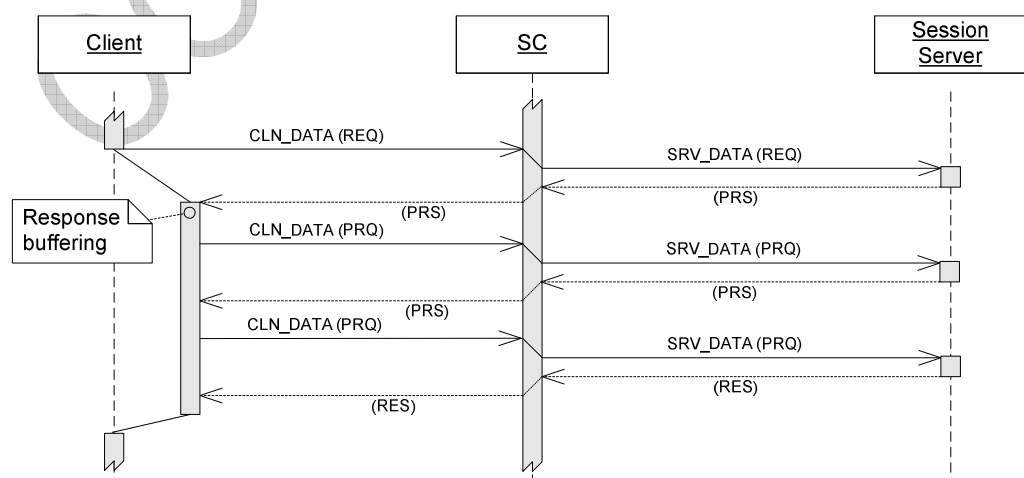 Client
SC
Session
Server
CLN_DATA (REQ)
SRV_DATA (REQ)
(PRS)
(PRS)
Response
buffering
CLN_DATA (PRQ)
SRV_DATA (PRQ)
(PRS)
(PRS)
CLN_DATA (PRQ)
SRV_DATA (PRQ)
(RES)
(RES)